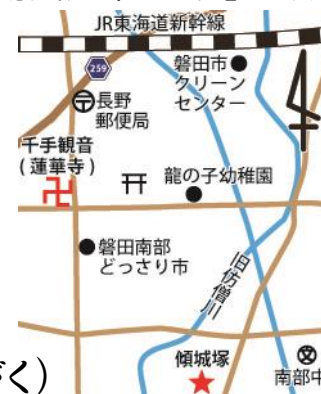 JR東海道新幹線
259
磐田市
クリーン
センター
長野
郵便局
千手観音
(蓮華寺)
龍の子幼稚園
磐田南部
どっさり市
旧仿僧川
傾城塚
南部中
ずく)